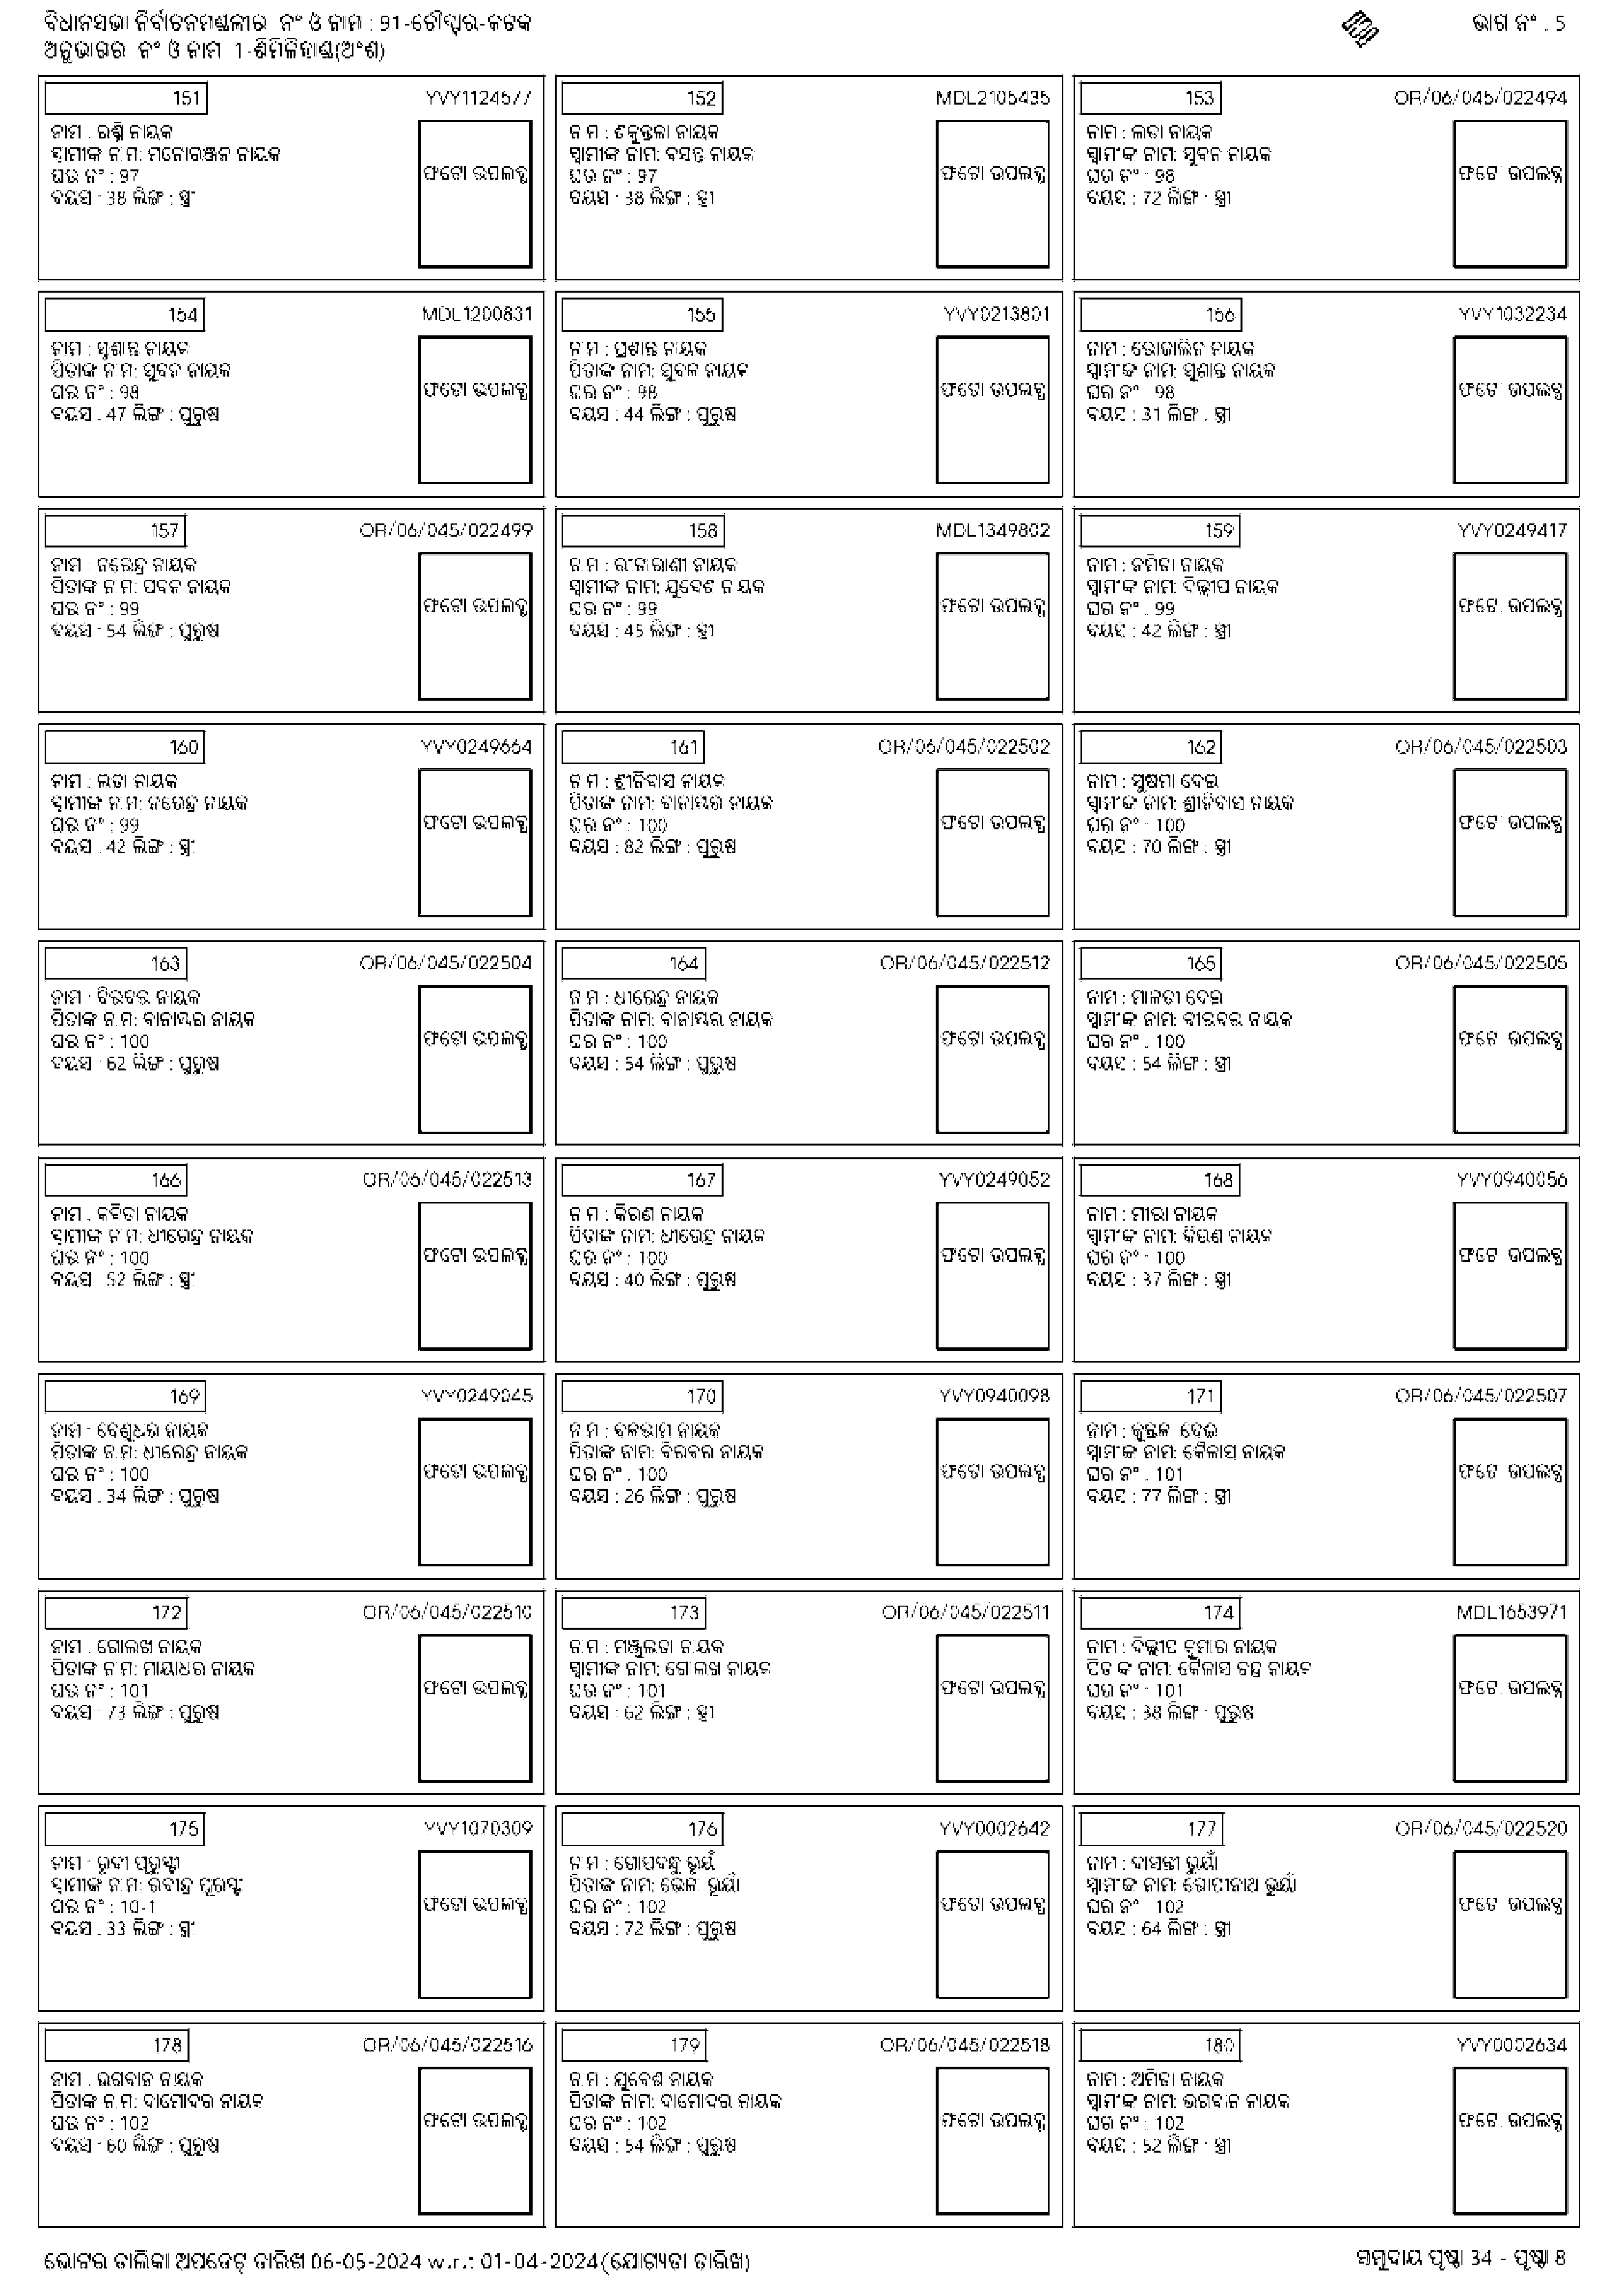 ବିଧାନସଭା ନିର୍ବାଚନମଣ୍ଡଳୀର ନଂ ଓ ନାମ : 91-ଚୌଦ୍ୱାର-କଟକ
ଭାଗ ନଂ . 5
ଅନୁଭାଗର ନଂ ଓ ନାମ 1-ଶିମିଳିହାଣ୍ଡ(ଅଂଶ)
151 YVY1124577
ନାମ : ରଶ୍ମି ନାୟକ
ସ୍ୱାମୀଙ୍କ ନାମ: ମନୋରଞ୍ଜନ ନାୟକ
ଘର ନଂ : 97
ବୟସ : 38 ଲିଙ୍ଗ : ସ୍ତ୍ରୀ
ଫଟୋ ଉପଲବ୍ଧ
152 MDL2105435
ନାମ : ଶକୁନ୍ତଳା ନାୟକ
ସ୍ୱାମୀଙ୍କ ନାମ: ବସନ୍ତ ନାୟକ
ଘର ନଂ : 97
ବୟସ : 38 ଲିଙ୍ଗ : ସ୍ତ୍ରୀ
ଫଟୋ ଉପଲବ୍ଧ
153 OR/06/045/022494
ନାମ : ଲତା ନାୟକ
ସ୍ୱାମୀଙ୍କ ନାମ: ସୁବନ ନାୟକ
ଘର ନଂ : 98
ବୟସ : 72 ଲିଙ୍ଗ : ସ୍ତ୍ରୀ
ଫଟୋ ଉପଲବ୍ଧ
154 MDL1200831
ନାମ : ସୁଶାନ୍ତ ନାୟକ
ପିତାଙ୍କ ନାମ: ସୁବନ ନାୟକ
ଘର ନଂ : 98
ବୟସ : 47 ଲିଙ୍ଗ : ପୁରୁଷ
ଫଟୋ ଉପଲବ୍ଧ
155 YVY0213801
ନାମ : ପ୍ରଶାନ୍ତ ନାୟକ
ପିତାଙ୍କ ନାମ: ସୁବଳ ନାୟକ
ଘର ନଂ : 98
ବୟସ : 44 ଲିଙ୍ଗ : ପୁରୁଷ
ଫଟୋ ଉପଲବ୍ଧ
156 YVY1032234
ନାମ : ରୋଜାଲିନ ନାୟକ
ସ୍ୱାମୀଙ୍କ ନାମ: ସୁଶାନ୍ତ ନାୟକ
ଘର ନଂ : 98
ବୟସ : 31 ଲିଙ୍ଗ : ସ୍ତ୍ରୀ
ଫଟୋ ଉପଲବ୍ଧ
157 OR/06/045/022499
ନାମ : ନରେନ୍ଦ୍ର ନାୟକ
ପିତାଙ୍କ ନାମ: ପବନ ନାୟକ
ଘର ନଂ : 99
ବୟସ : 54 ଲିଙ୍ଗ : ପୁରୁଷ
ଫଟୋ ଉପଲବ୍ଧ
158 MDL1349802
ନାମ : ଗୀତାରାଣୀ ନାୟକ
ସ୍ୱାମୀଙ୍କ ନାମ: ଯୁବେଶ ନାୟକ
ଘର ନଂ : 99
ବୟସ : 45 ଲିଙ୍ଗ : ସ୍ତ୍ରୀ
ଫଟୋ ଉପଲବ୍ଧ
159 YVY0249417
ନାମ : ନମିତା ନାୟକ
ସ୍ୱାମୀଙ୍କ ନାମ: ଦିଲ୍ଲୀପ ନାୟକ
ଘର ନଂ : 99
ବୟସ : 42 ଲିଙ୍ଗ : ସ୍ତ୍ରୀ
ଫଟୋ ଉପଲବ୍ଧ
160 YVY0249664
ନାମ : ଲତା ନାୟକ
ସ୍ୱାମୀଙ୍କ ନାମ: ନରେନ୍ଦ୍ର ନାୟକ
ଘର ନଂ : 99
ବୟସ : 42 ଲିଙ୍ଗ : ସ୍ତ୍ରୀ
ଫଟୋ ଉପଲବ୍ଧ
161 OR/06/045/022502
ନାମ : ଶ୍ରୀନିବାସ ନାୟକ
ପିତାଙ୍କ ନାମ: ବାନାମ୍ବର ନାୟକ
ଘର ନଂ : 100
ବୟସ : 82 ଲିଙ୍ଗ : ପୁରୁଷ
ଫଟୋ ଉପଲବ୍ଧ
162 OR/06/045/022503
ନାମ : ସୁଷମା ଦେଇ
ସ୍ୱାମୀଙ୍କ ନାମ: ଶ୍ରୀନିବାସ ନାୟକ
ଘର ନଂ : 100
ବୟସ : 70 ଲିଙ୍ଗ : ସ୍ତ୍ରୀ
ଫଟୋ ଉପଲବ୍ଧ
163 OR/06/045/022504
ନାମ : ବିରବର ନାୟକ
ପିତାଙ୍କ ନାମ: ବାନାମ୍ବର ନାୟକ
ଘର ନଂ : 100
ବୟସ : 62 ଲିଙ୍ଗ : ପୁରୁଷ
ଫଟୋ ଉପଲବ୍ଧ
164 OR/06/045/022512
ନାମ : ଧୀରେନ୍ଦ୍ର ନାୟକ
ପିତାଙ୍କ ନାମ: ବାନାମ୍ବର ନାୟକ
ଘର ନଂ : 100
ବୟସ : 54 ଲିଙ୍ଗ : ପୁରୁଷ
ଫଟୋ ଉପଲବ୍ଧ
165 OR/06/045/022505
ନାମ : ମାଳତୀ ଦେଇ
ସ୍ୱାମୀଙ୍କ ନାମ: ବୀରବର ନାୟକ
ଘର ନଂ : 100
ବୟସ : 54 ଲିଙ୍ଗ : ସ୍ତ୍ରୀ
ଫଟୋ ଉପଲବ୍ଧ
166 OR/06/045/022513
ନାମ : କବିତା ନାୟକ
ସ୍ୱାମୀଙ୍କ ନାମ: ଧୀରେନ୍ଦ୍ର ନାୟକ
ଘର ନଂ : 100
ବୟସ : 52 ଲିଙ୍ଗ : ସ୍ତ୍ରୀ
ଫଟୋ ଉପଲବ୍ଧ
167 YVY0249052
ନାମ : କିରଣ ନାୟକ
ପିତାଙ୍କ ନାମ: ଧୀରେନ୍ଦ୍ର ନାୟକ
ଘର ନଂ : 100
ବୟସ : 40 ଲିଙ୍ଗ : ପୁରୁଷ
ଫଟୋ ଉପଲବ୍ଧ
168 YVY0940056
ନାମ : ମୀରା ନାୟକ
ସ୍ୱାମୀଙ୍କ ନାମ: କିରଣ ନାୟକ
ଘର ନଂ : 100
ବୟସ : 37 ଲିଙ୍ଗ : ସ୍ତ୍ରୀ
ଫଟୋ ଉପଲବ୍ଧ
169 YVY0249045
ନାମ : ବେଣୁଧର ନାୟକ
ପିତାଙ୍କ ନାମ: ଧୀରେନ୍ଦ୍ର ନାୟକ
ଘର ନଂ : 100
ବୟସ : 34 ଲିଙ୍ଗ : ପୁରୁଷ
ଫଟୋ ଉପଲବ୍ଧ
170 YVY0940098
ନାମ : ବଳରାମ ନାୟକ
ପିତାଙ୍କ ନାମ: ବିରବର ନାୟକ
ଘର ନଂ : 100
ବୟସ : 26 ଲିଙ୍ଗ : ପୁରୁଷ
ଫଟୋ ଉପଲବ୍ଧ
171 OR/06/045/022507
ନାମ : କୁନ୍ତଳା ଦେଇ
ସ୍ୱାମୀଙ୍କ ନାମ: କୈଳାସ ନାୟକ
ଘର ନଂ : 101
ବୟସ : 77 ଲିଙ୍ଗ : ସ୍ତ୍ରୀ
ଫଟୋ ଉପଲବ୍ଧ
172 OR/06/045/022510
ନାମ : ଗୋଲଖ ନାୟକ
ପିତାଙ୍କ ନାମ: ମାୟାଧର ନାୟକ
ଘର ନଂ : 101
ବୟସ : 73 ଲିଙ୍ଗ : ପୁରୁଷ
ଫଟୋ ଉପଲବ୍ଧ
173 OR/06/045/022511
ନାମ : ମଞ୍ଜୁଲତା ନାୟକ
ସ୍ୱାମୀଙ୍କ ନାମ: ଗୋଲଖ ନାୟକ
ଘର ନଂ : 101
ବୟସ : 62 ଲିଙ୍ଗ : ସ୍ତ୍ରୀ
ଫଟୋ ଉପଲବ୍ଧ
174 MDL1653971
ନାମ : ଦିଲ୍ଲୀପ କୁମାର ନାୟକ
ପିତାଙ୍କ ନାମ: କୈଳାସ ଚନ୍ଦ୍ର ନାୟକ
ଘର ନଂ : 101
ବୟସ : 38 ଲିଙ୍ଗ : ପୁରୁଷ
ଫଟୋ ଉପଲବ୍ଧ
175 YVY1070309
ନାମ : ରୁବୀ ପୃରୁଷ୍ଟୀ
ସ୍ୱାମୀଙ୍କ ନାମ: ରବୀନ୍ଦ୍ର ପୃରୁଷ୍ଟୀ
ଘର ନଂ : 10-1
ବୟସ : 33 ଲିଙ୍ଗ : ସ୍ତ୍ରୀ
ଫଟୋ ଉପଲବ୍ଧ
176 YVY0002642
ନାମ : ଗୋପବନ୍ଧୁ ଭୂୟାଁ
ପିତାଙ୍କ ନାମ: ଭୋଳି ଭୂୟାଁ
ଘର ନଂ : 102
ବୟସ : 72 ଲିଙ୍ଗ : ପୁରୁଷ
ଫଟୋ ଉପଲବ୍ଧ
177 OR/06/045/022520
ନାମ : ବାସନ୍ତୀ ଭୂୟାଁ
ସ୍ୱାମୀଙ୍କ ନାମ: ଗୋପୀନାଥ ଭୂୟାଁ
ଘର ନଂ : 102
ବୟସ : 64 ଲିଙ୍ଗ : ସ୍ତ୍ରୀ
ଫଟୋ ଉପଲବ୍ଧ
178 OR/06/045/022516
ନାମ : ଭଗବାନ ନାୟକ
ପିତାଙ୍କ ନାମ: ଦାମୋଦର ନାୟକ
ଘର ନଂ : 102
ବୟସ : 60 ଲିଙ୍ଗ : ପୁରୁଷ
ଫଟୋ ଉପଲବ୍ଧ
179 OR/06/045/022518
ନାମ : ଯୁବେଶ ନାୟକ
ପିତାଙ୍କ ନାମ: ଦାମୋଦର ନାୟକ
ଘର ନଂ : 102
ବୟସ : 54 ଲିଙ୍ଗ : ପୁରୁଷ
ଫଟୋ ଉପଲବ୍ଧ
180 YVY0002634
ନାମ : ଅମିତା ନାୟକ
ସ୍ୱାମୀଙ୍କ ନାମ: ଭଗବାନ ନାୟକ
ଘର ନଂ : 102
ବୟସ : 52 ଲିଙ୍ଗ : ସ୍ତ୍ରୀ
ଫଟୋ ଉପଲବ୍ଧ
ଭୋଟର ତାଲିକା ଅପଡେଟ୍ ତାରିଖ 06-05-2024 w.r.: 01-04-2024(ଯୋଗ୍ୟତା ତାରିଖ)
ସମୁଦାୟ ପୃଷ୍ଠା 34 - ପୃଷ୍ଠା 8